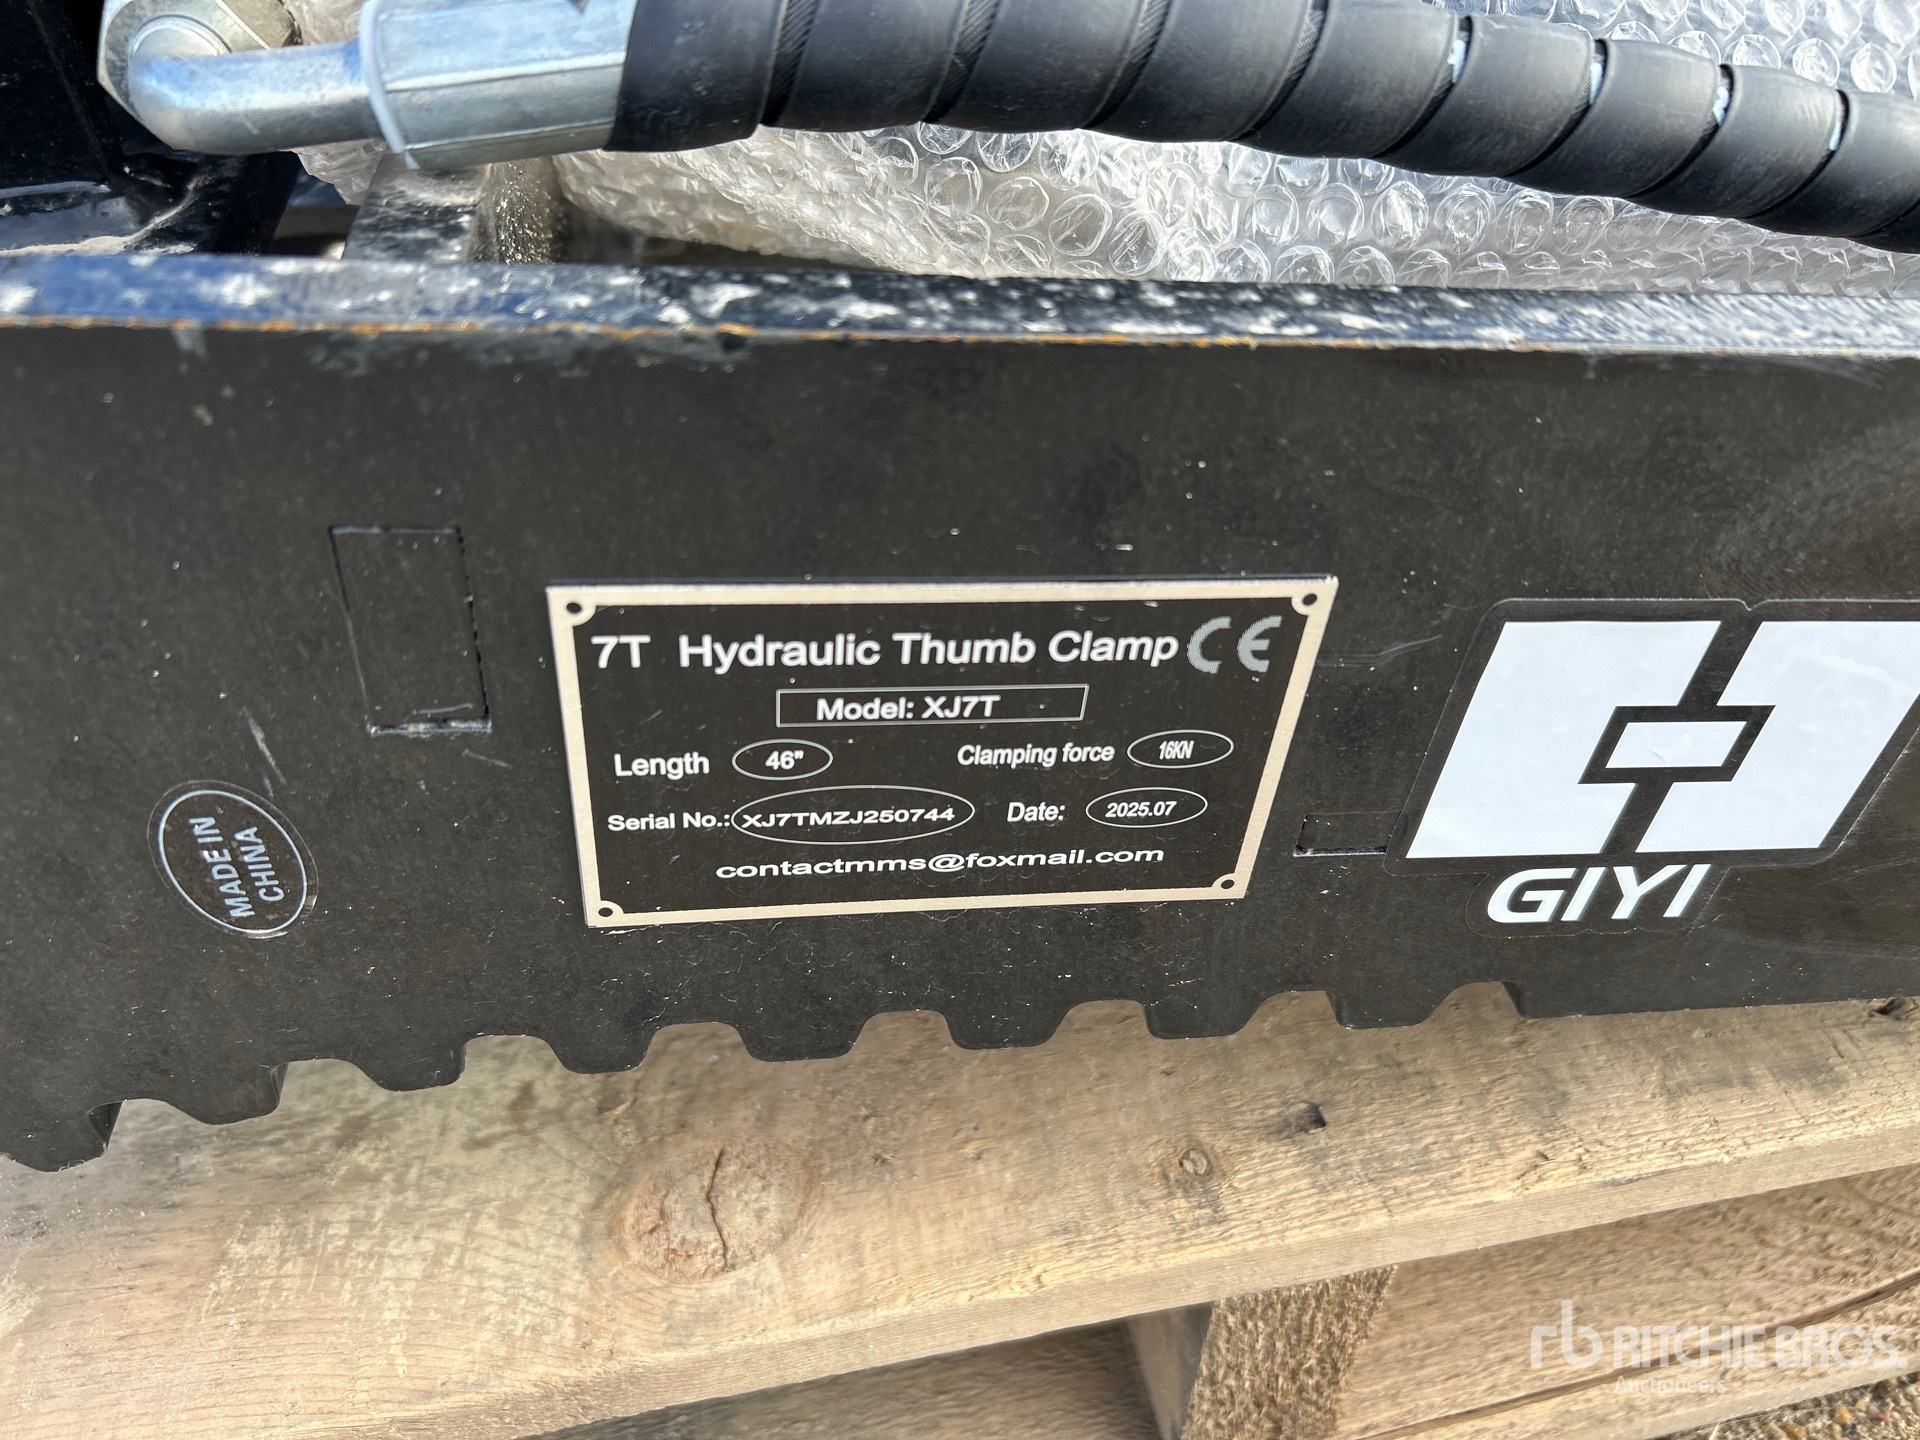 7T Hydraulic Thumb Clamp CE
Model: XJ7T
Length 46" Clamping force 16KN
Serial No.: XJ7TMZJ250744 Date: 2025.07
contactmms@foxmail.com
MADE IN
CHINA
GIYI
rb RITCHIE BROS.
Auctioneers